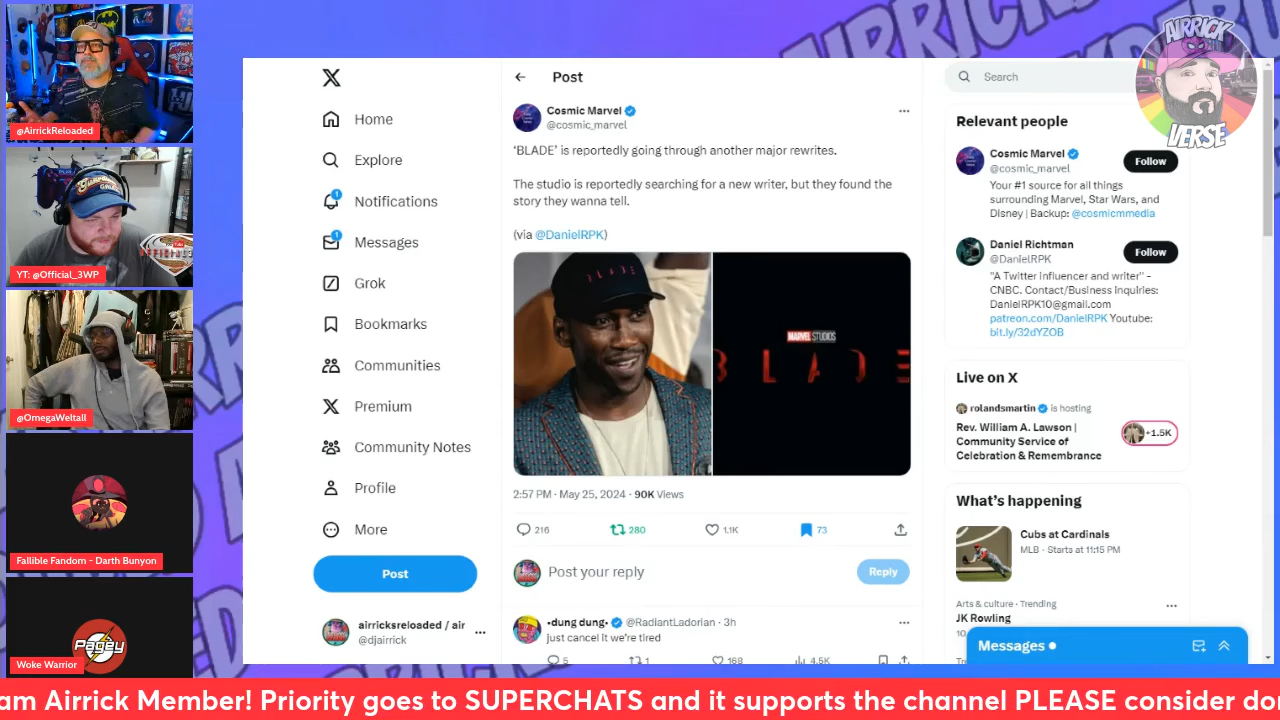 @AirrickReloaded
YT: @Official_3WP
@OmegaWeltall
Fallible Fandom - Darth Bunyon
Pagey
Woke Warrior
Home
Explore
Notifications
Messages
Grok
Bookmarks
Communities
Premium
Community Notes
Profile
More
Post
airricksreloaded / air
@djairrick
Post
Cosmic Marvel
@cosmic_marvel
‘BLADE’ is reportedly going through another major rewrites.
The studio is reportedly searching for a new writer, but they found the
story they wanna tell.
(via @DanielRPK)
BLADE
MARVEL STUDIOS
BLADE
2:57 PM · May 25, 2024 · 90K Views
216 280 1.1K 73
Post your reply
Reply
•dung dung• @RadiantLadorian · 3h
just cancel it we're tired
5 1 168 4.5K
Search
AIRRICK
VERSE
Relevant people
Cosmic Marvel
@cosmic_marvel
Follow
Your #1 source for all things
surrounding Marvel, Star Wars, and
Disney | Backup: @cosmicmmedia
Daniel Richtman
@DanielRPK
Follow
"A Twitter influencer and writer" -
CNBC. Contact/Business Inquiries:
DanielRPK10@gmail.com
patreon.com/DanielRPK Youtube:
bit.ly/32dYZOB
Live on X
rolandsmartin is hosting
Rev. William A. Lawson |
Community Service of
Celebration & Remembrance
+1.5K
What's happening
Cubs at Cardinals
MLB · Starts at 11:15 PM
Arts & culture · Trending
JK Rowling
10
Messages
am Airrick Member! Priority goes to SUPERCHATS and it supports the channel PLEASE consider do